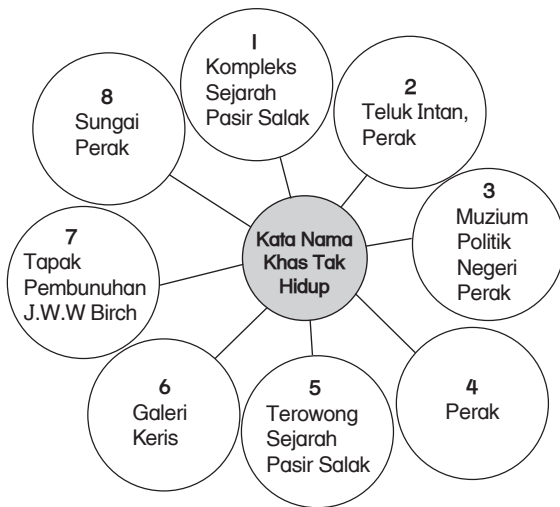 1
Kompleks
Sejarah
Pasir Salak
2
Teluk Intan,
Perak
3
Muzium
Politik
Negeri
Perak
4
Perak
5
Terowong
Sejarah
Pasir Salak
6
Galeri
Keris
7
Tapak
Pembunuhan
J.W.W Birch
8
Sungai
Perak
Kata Nama
Khas Tak
Hidup